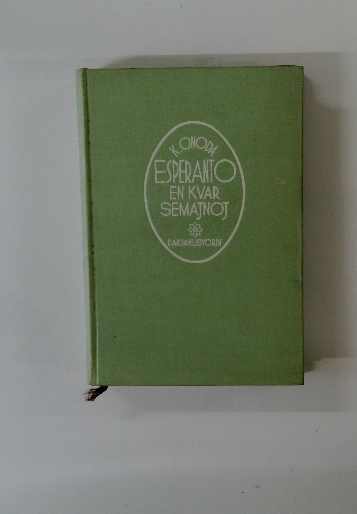 K. ONODA
ESPERANTO
EN KVAR
SEMAJNOJ
DAIGAKUSYORIN